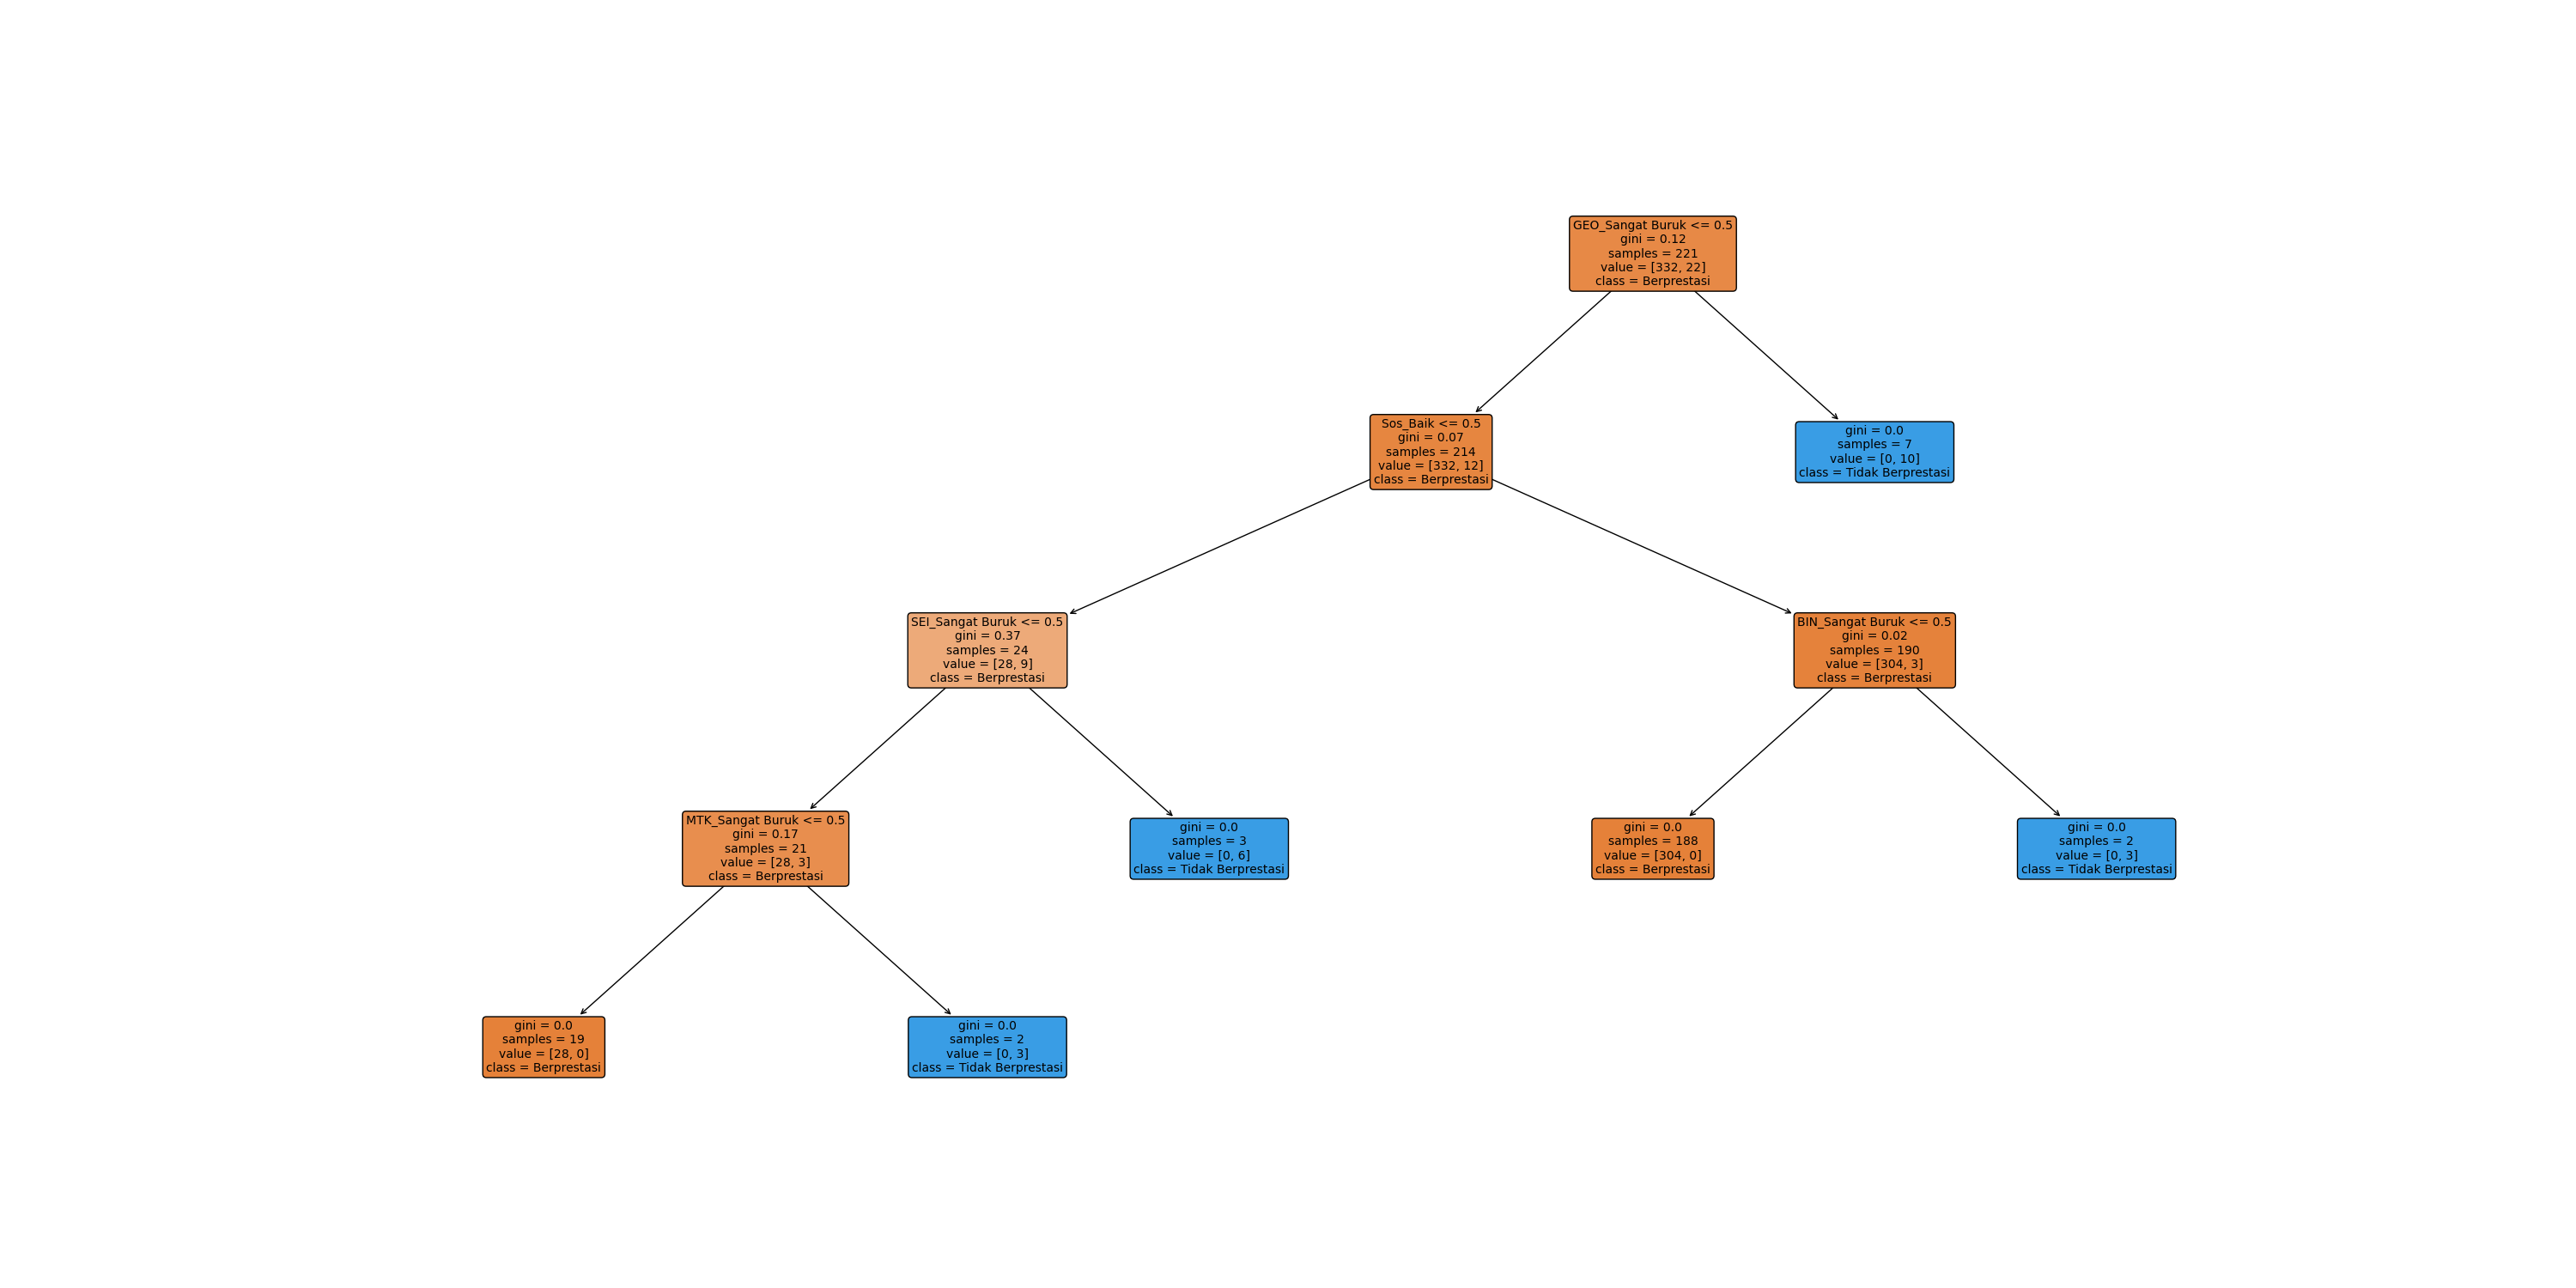 GEO_Sangat Buruk <= 0.5
gini = 0.12
samples = 221
value = [332, 22]
class = Berprestasi
Sos_Baik <= 0.5
gini = 0.07
samples = 214
value = [332, 12]
class = Berprestasi
gini = 0.0
samples = 7
value = [0, 10]
class = Tidak Berprestasi
SEI_Sangat Buruk <= 0.5
gini = 0.37
samples = 24
value = [28, 9]
class = Berprestasi
BIN_Sangat Buruk <= 0.5
gini = 0.02
samples = 190
value = [304, 3]
class = Berprestasi
MTK_Sangat Buruk <= 0.5
gini = 0.17
samples = 21
value = [28, 3]
class = Berprestasi
gini = 0.0
samples = 3
value = [0, 6]
class = Tidak Berprestasi
gini = 0.0
samples = 188
value = [304, 0]
class = Berprestasi
gini = 0.0
samples = 2
value = [0, 3]
class = Tidak Berprestasi
gini = 0.0
samples = 19
value = [28, 0]
class = Berprestasi
gini = 0.0
samples = 2
value = [0, 3]
class = Tidak Berprestasi